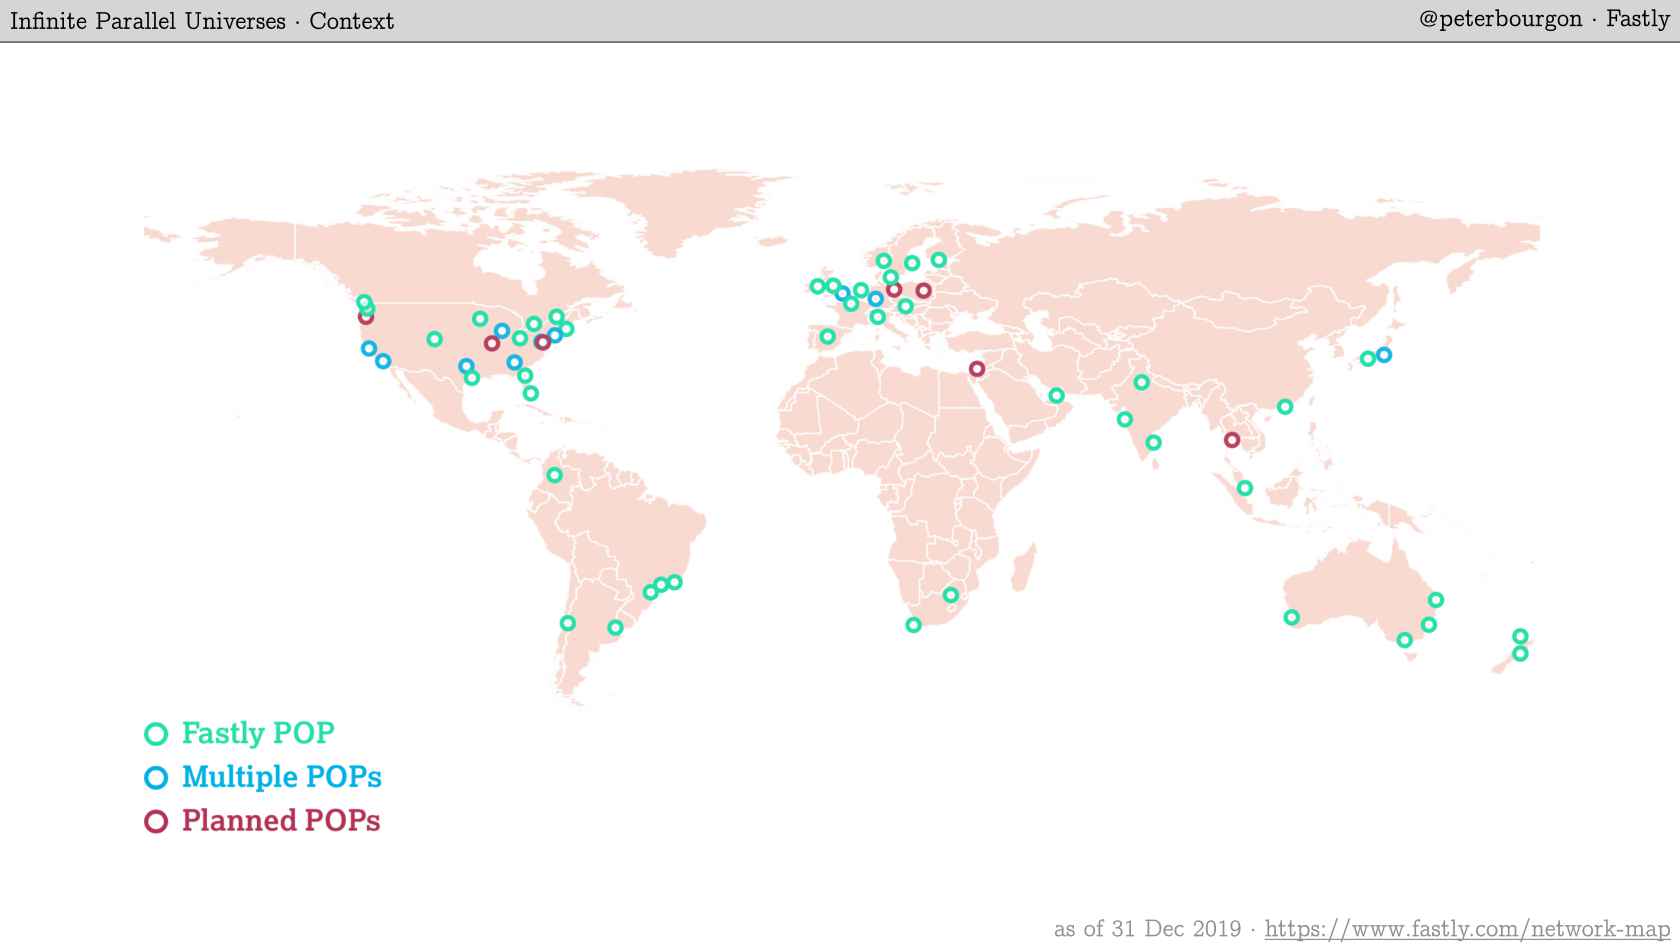 Infinite Parallel Universes · Context
@peterbourgon · Fastly
Fastly POP
Multiple POPs
Planned POPs
as of 31 Dec 2019 · https://www.fastly.com/network-map